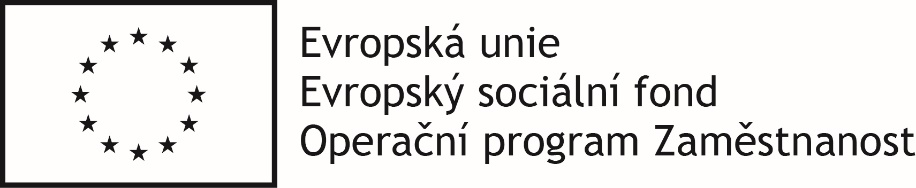 Evropská unie
Evropský sociální fond
Operační program Zaměstnanost